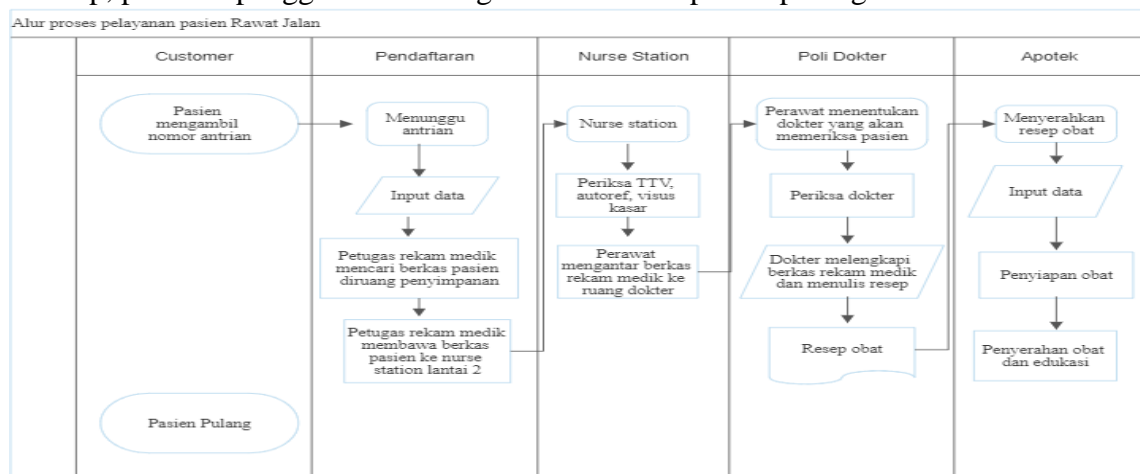 Alur proses pelayanan pasien Rawat Jalan
Customer
Pendaftaran
Nurse Station
Poli Dokter
Apotek
Pasien
mengambil
nomor antrian
Pasien Pulang
Menunggu
antrian
Input data
Petugas rekam medik
mencari berkas pasien
diruang penyimpanan
Petugas rekam medik
membawa berkas
pasien ke nurse
station lantai 2
Nurse station
Periksa TTV,
autoref, visus
kasar
Perawat
mengantar berkas
rekam medik ke
ruang dokter
Perawat menentukan
dokter yang akan
memeriksa pasien
Periksa dokter
Dokter melengkapi
berkas rekam medik
dan menulis resep
Resep obat
Menyerahkan
resep obat
Input data
Penyiapan obat
Penyerahan obat
dan edukasi